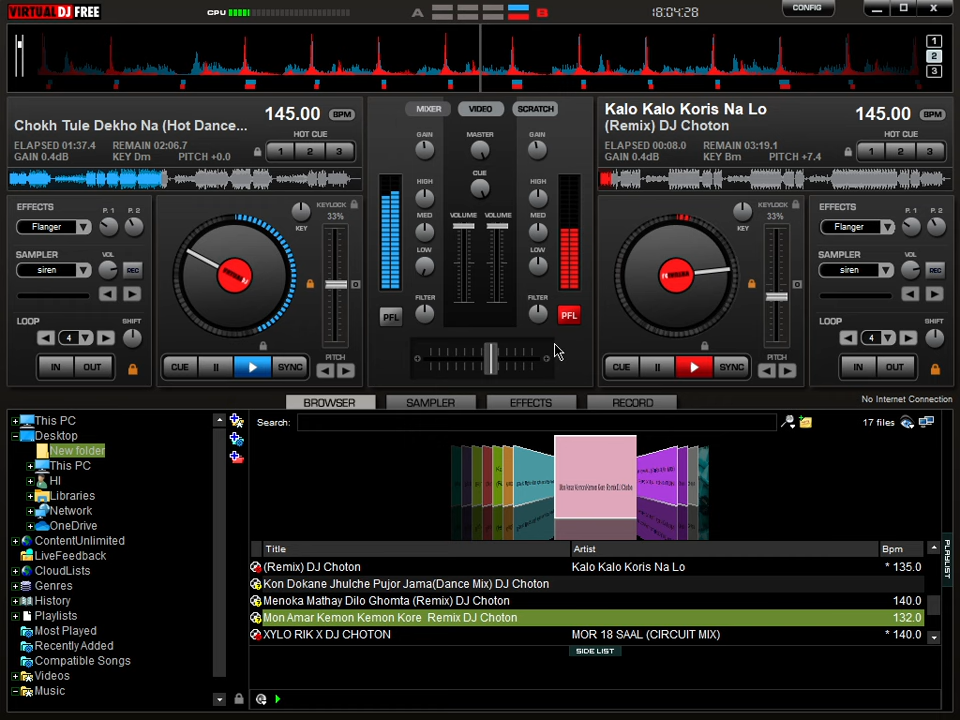 VIRTUAL DJ FREE
CPU
A
B
18:04:28
CONFIG
X
1
2
3
Chokh Tule Dekho Na (Hot Dance...
145.00 BPM
HOT CUE
ELAPSED 01:37.4 REMAIN 02:06.7
GAIN 0.4dB KEY Dm PITCH +0.0
1 2 3
MIXER VIDEO SCRATCH
GAIN MASTER GAIN
HIGH CUE HIGH
MED VOLUME VOLUME MED
LOW LOW
FILTER FILTER
PFL PFL
Kalo Kalo Koris Na Lo
(Remix) DJ Choton
145.00 BPM
HOT CUE
ELAPSED 00:08.0 REMAIN 03:19.1
GAIN 0.4dB KEY Bm PITCH +7.4
1 2 3
EFFECTS P. 1 P. 2
Flanger
SAMPLER VOL
siren REC
LOOP SHIFT
4
IN OUT
KEY
KEYLOCK
33%
CUE SYNC
PITCH
KEY
KEYLOCK
33%
CUE SYNC
PITCH
EFFECTS P. 1 P. 2
Flanger
SAMPLER VOL
siren REC
LOOP SHIFT
4
IN OUT
BROWSER SAMPLER EFFECTS RECORD
No Internet Connection
This PC
Desktop
New folder
This PC
HI
Libraries
Network
OneDrive
ContentUnlimited
LiveFeedback
CloudLists
Genres
History
Playlists
Most Played
Recently Added
Compatible Songs
Videos
Music
Search:
17 files
Mon Amar Kemon Kemon Kore Remix DJ Choton
Title Artist Bpm
(Remix) DJ Choton Kalo Kalo Koris Na Lo * 135.0
Kon Dokane Jhulche Pujor Jama(Dance Mix) DJ Choton
Menoka Mathay Dilo Ghomta (Remix) DJ Choton 140.0
Mon Amar Kemon Kemon Kore Remix DJ Choton 132.0
XYLO RIK X DJ CHOTON MOR 18 SAAL (CIRCUIT MIX) * 140.0
SIDE LIST
PLAYLIST